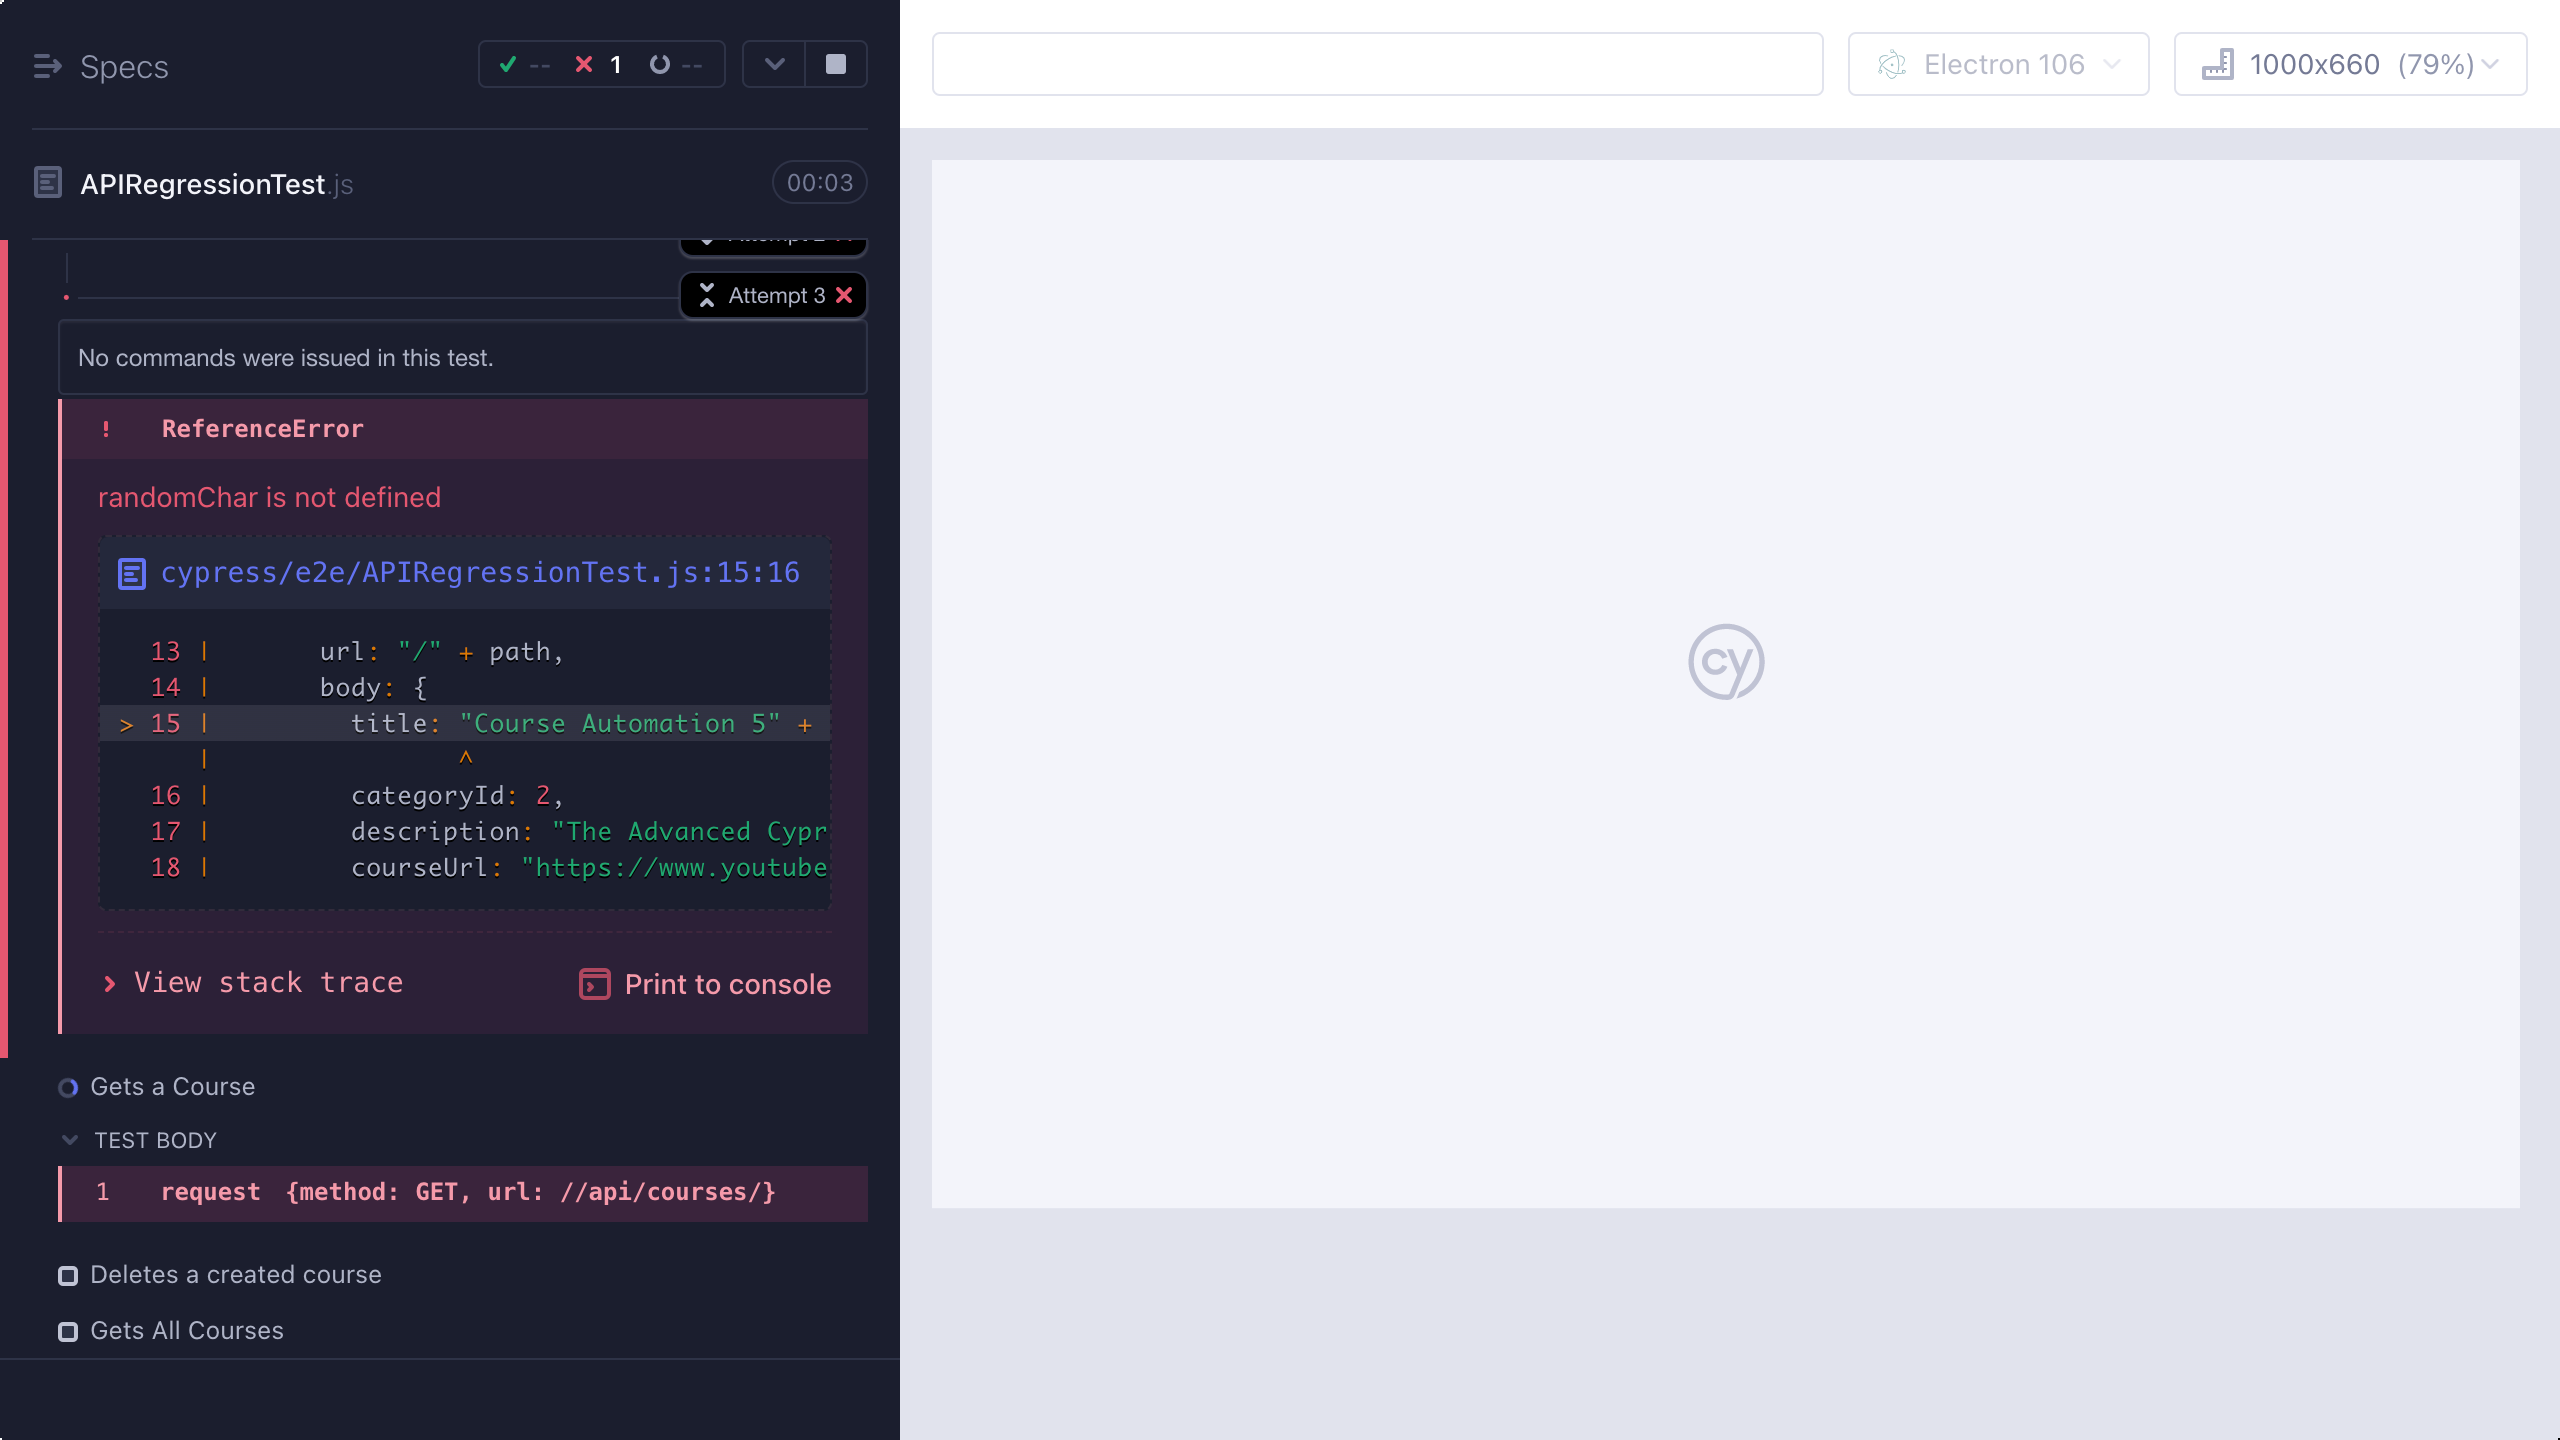 Specs
-- 1 --
Electron 106
1000x660 (79%)
APIRegressionTest.js
00:03
Attempt 2
Attempt 3
No commands were issued in this test.
! ReferenceError
randomChar is not defined
cypress/e2e/APIRegressionTest.js:15:16
13 | url: "/" + path,
14 | body: {
> 15 | title: "Course Automation 5" +
| ^
16 | categoryId: 2,
17 | description: "The Advanced Cypr
18 | courseUrl: "https://www.youtube
cy
View stack trace
Print to console
Gets a Course
TEST BODY
1 request {method: GET, url: //api/courses/}
Deletes a created course
Gets All Courses